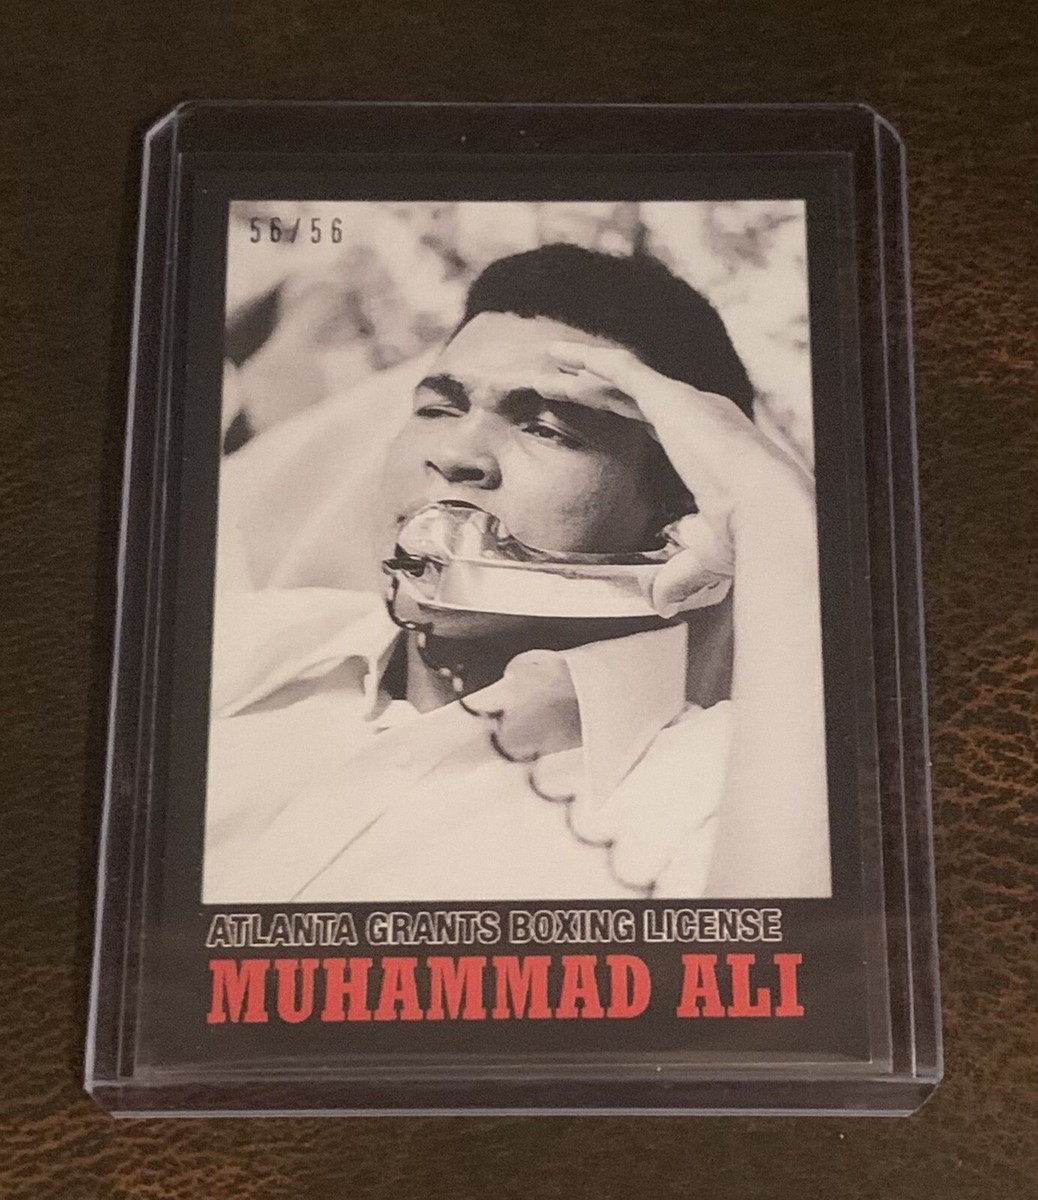 56/56
ATLANTA GRANTS BOXING LICENSE
MUHAMMAD ALI